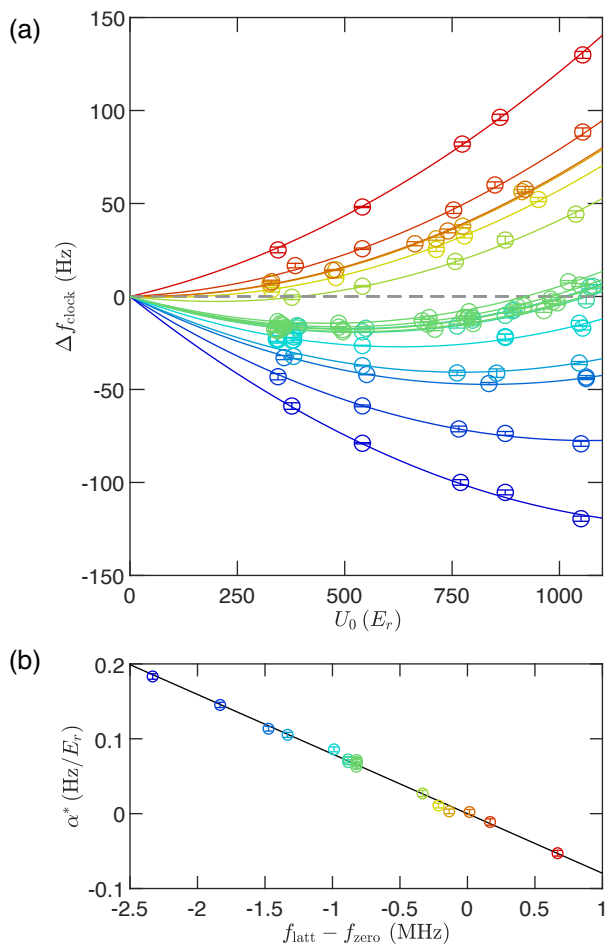 (a)
150
100
50
0
-50
-100
-150
Δf_clock (Hz)
0 250 500 750 1000
U_0 (E_r)
(b)
0.2
0.1
0
-0.1
α* (Hz/E_r)
-2.5 -2 -1.5 -1 -0.5 0 0.5 1
f_latt − f_zero (MHz)